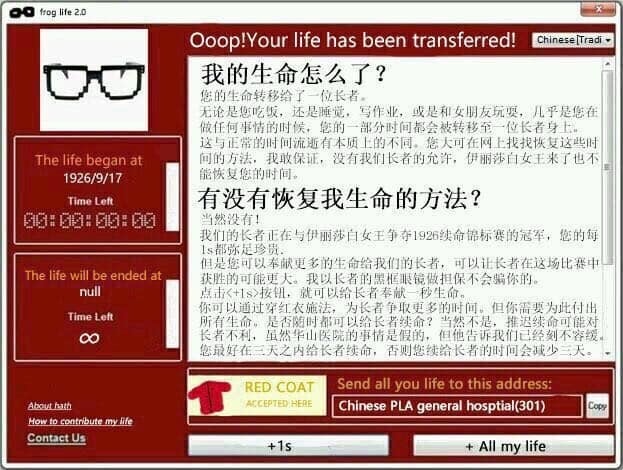 frog life 2.0
Ooop!Your life has been transferred!
Chinese(Tradi
The life began at
1926/9/17
Time Left
00:00:00:00
The life will be ended at
null
Time Left
∞
About hath
How to contribute my life
Contact Us
我的生命怎么了？
您的生命转移给了一位长者。
无论是您吃饭，还是睡觉，写作业，或是和女朋友玩耍，几乎是您在
做任何事情的时候，您的一部分时间都会被转移至一位长者身上。
这与正常的时间流逝有本质上的不同。您大可在网上找找恢复这些时
间的方法，我敢保证，没有我们长者的允许，伊丽莎白女王来了也不
能恢复您的时间。
有没有恢复我生命的方法？
当然没有！
我们的长者正在与伊丽莎白女王争夺1926续命锦标赛的冠军，您的每
1s都弥足珍贵.
但是您可以奉献更多的生命给我们的长者，可以让长者在这场比赛中
获胜的可能更大。我以长者的黑框眼镜做担保不会骗你的。
点击<+1s>按钮，就可以给长者奉献一秒生命。
你可以通过穿红衣施法，为长者争取更多的时间。但你需要为此付出
所有生命。是否随时都可以给长者续命？当然不是，推迟续命可能对
长者不利，虽然华山医院的事情是假的，但他告诉我们已经刻不容缓。
您最好在三天之内给长者续命，否则您续给长者的时间会减少三天。
RED COAT
ACCEPTED HERE
Send all you life to this address:
Chinese PLA general hosptial(301)
Copy
+1s
+ All my life